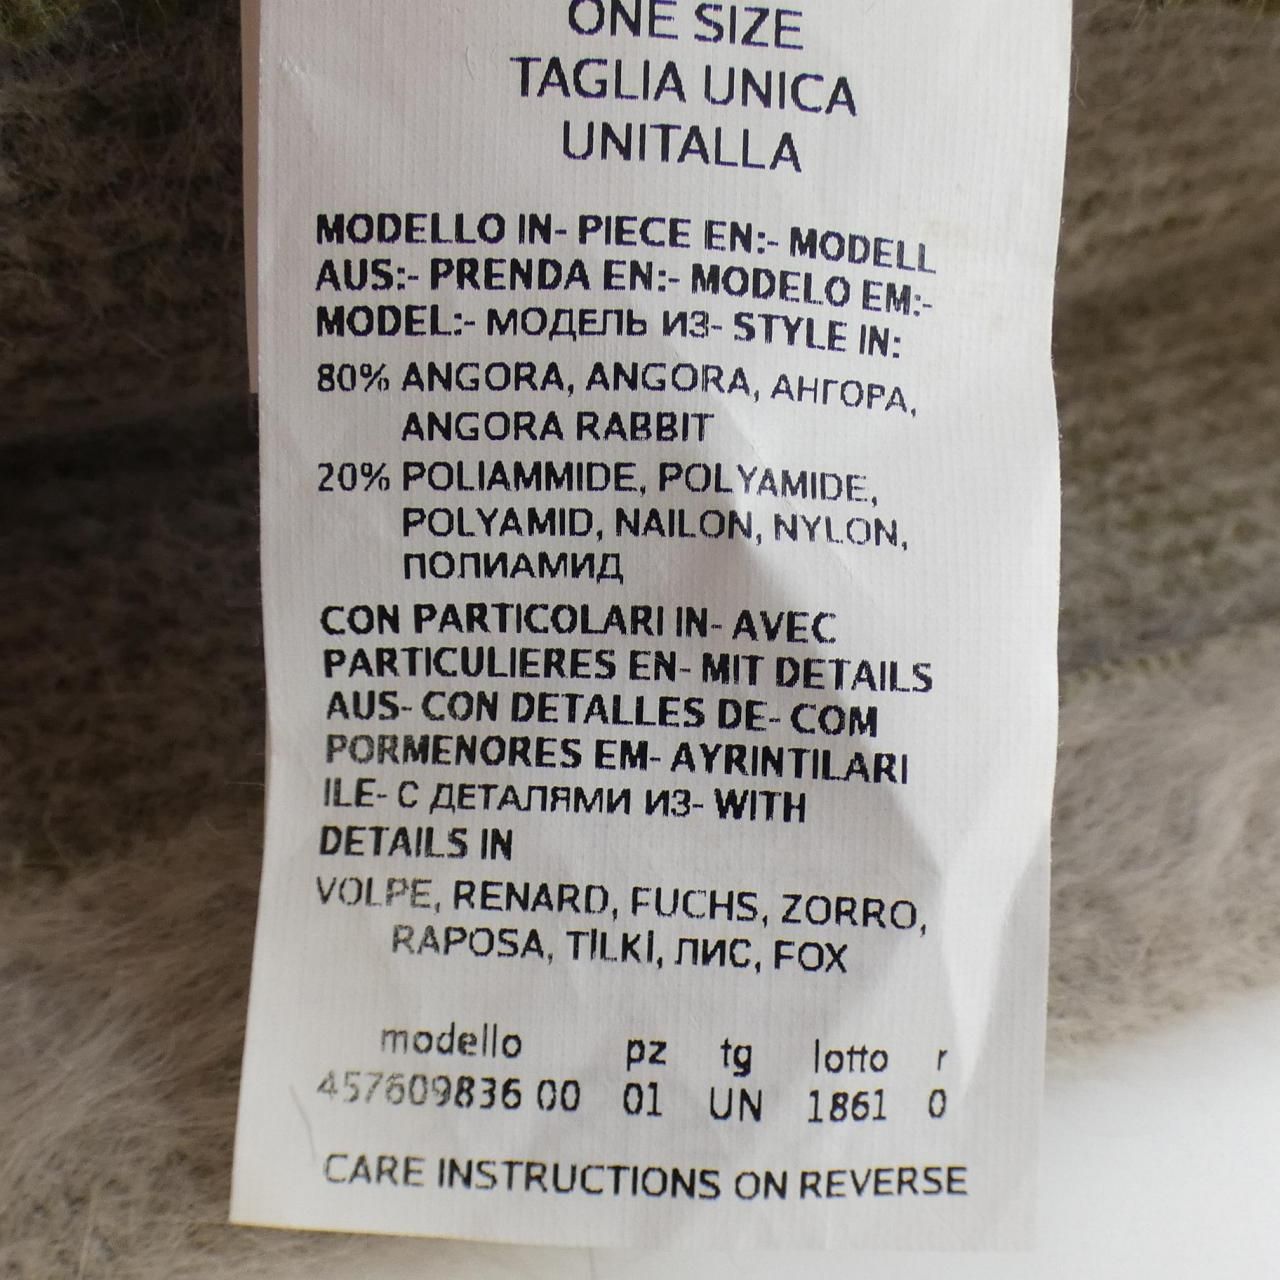 ONE SIZE
TAGLIA UNICA
UNITALLA
MODELLO IN- PIECE EN:- MODELL
AUS:- PRENDA EN:- MODELO EM:-
MODEL:- МОДЕЛЬ ИЗ- STYLE IN:
80% ANGORA, ANGORA, АНГОРА,
ANGORA RABBIT
20% POLIAMMIDE, POLYAMIDE,
POLYAMID, NAILON, NYLON,
ПОЛИАМИД
CON PARTICOLARI IN- AVEC
PARTICULIERES EN- MIT DETAILS
AUS- CON DETALLES DE- COM
PORMENORES EM- AYRINTILARI
ILE- С ДЕТАЛЯМИ ИЗ- WITH
DETAILS IN
VOLPE, RENARD, FUCHS, ZORRO,
RAPOSA, TİLKİ, ЛИС, FOX
modello pz tg lotto r
457609836 00 01 UN 1861 0
CARE INSTRUCTIONS ON REVERSE